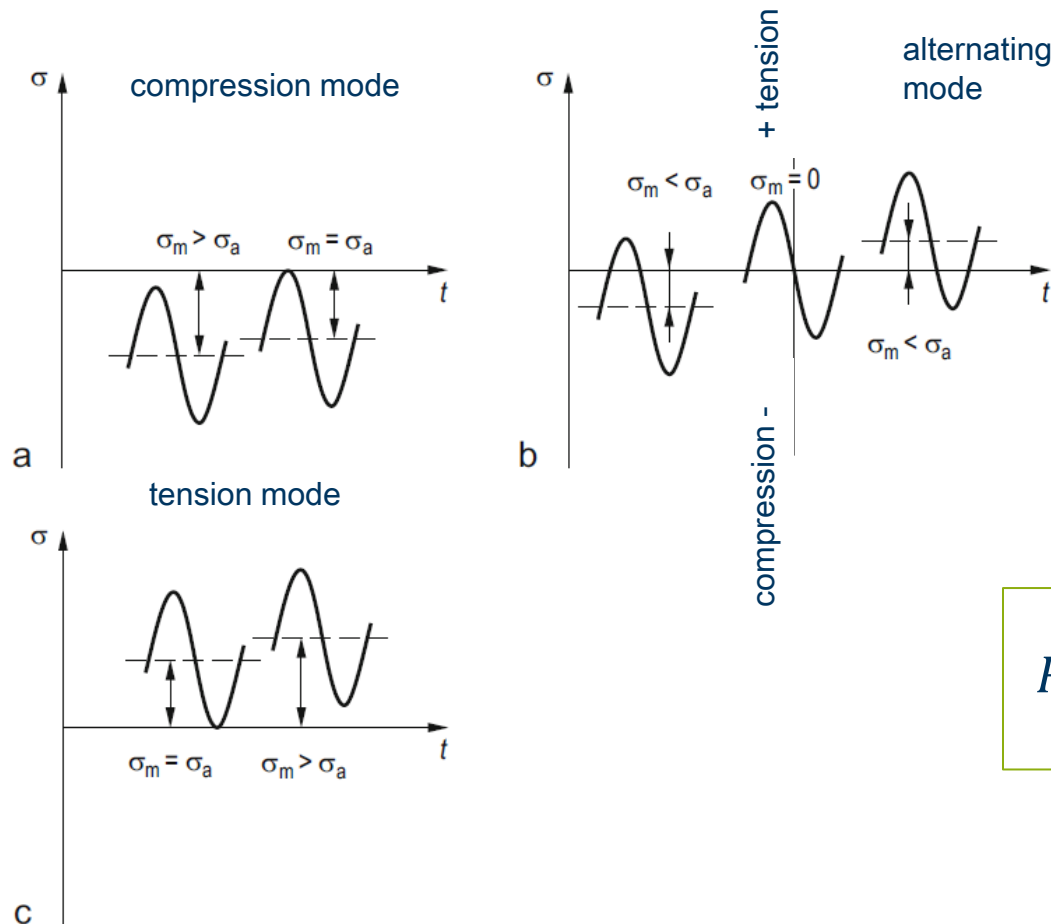 σ
compression mode
σm > σa
σm = σa
t
a
σ
+ tension
alternating
mode
σm < σa
σm = 0
t
σm < σa
compression -
b
tension mode
σ
t
σm = σa
σm > σa
c